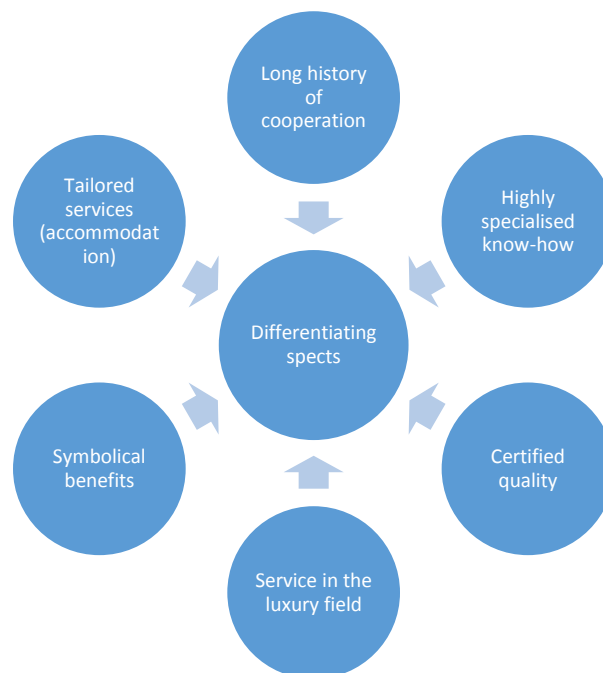 Long history
of
cooperation
Tailored
services
(accommodat
ion)
Highly
specialised
know-how
Differentiating
spects
Symbolical
benefits
Certified
quality
Service in the
luxury field